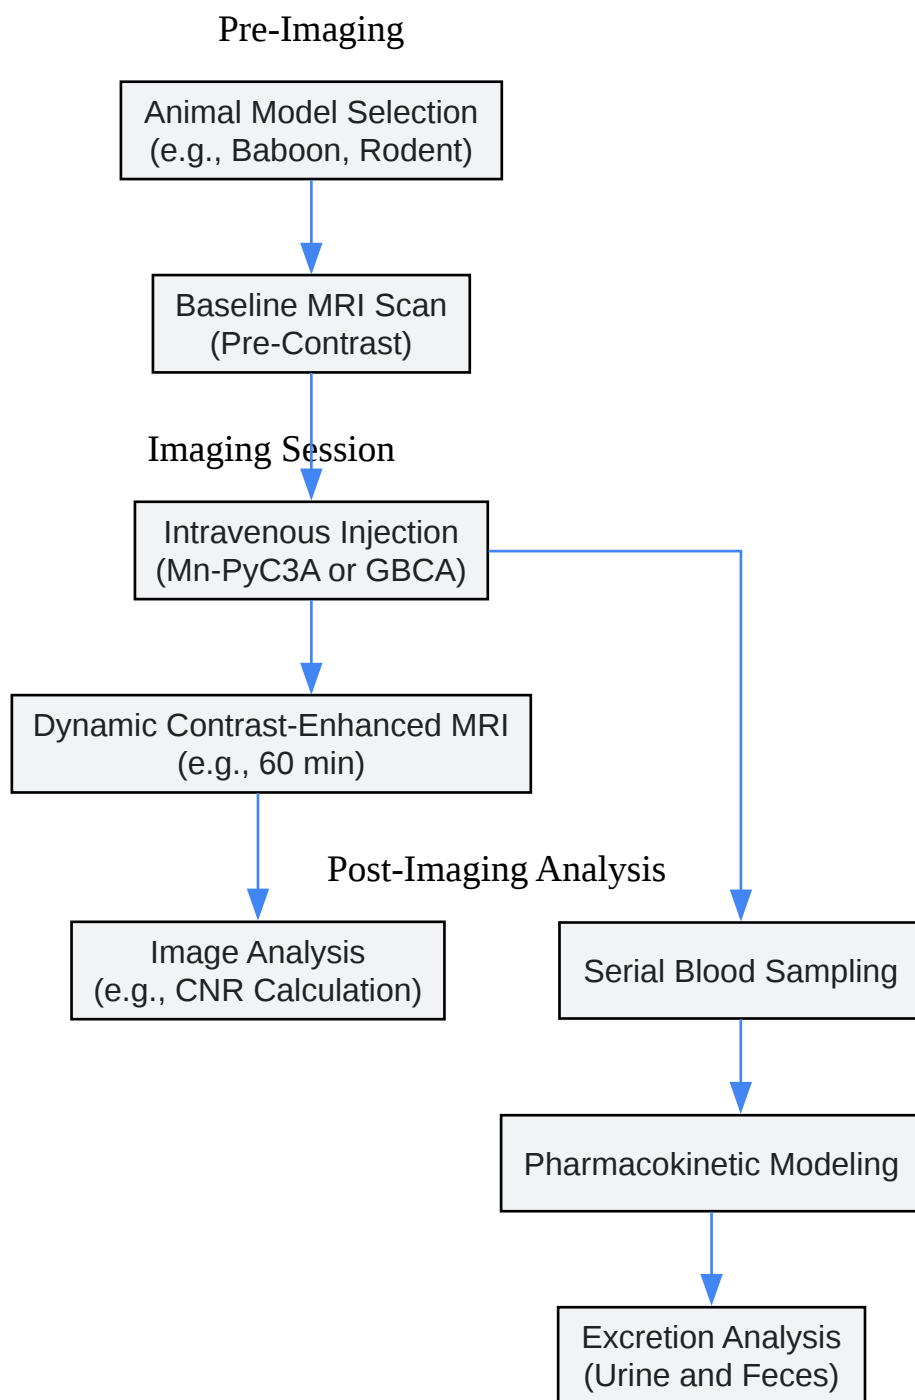 Pre-Imaging
Animal Model Selection
(e.g., Baboon, Rodent)
Baseline MRI Scan
(Pre-Contrast)
Imaging Session
Intravenous Injection
(Mn-PyC3A or GBCA)
Dynamic Contrast-Enhanced MRI
(e.g., 60 min)
Post-Imaging Analysis
Image Analysis
(e.g., CNR Calculation)
Serial Blood Sampling
Pharmacokinetic Modeling
Excretion Analysis
(Urine and Feces)